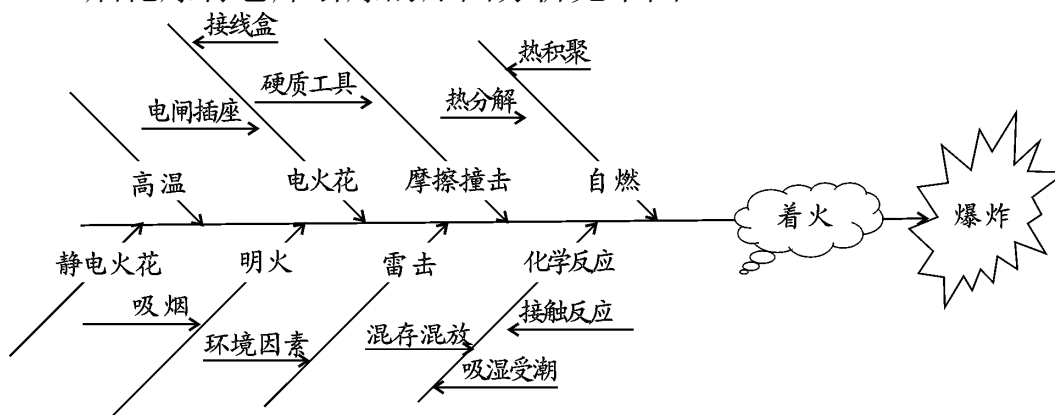 接线盒
热积聚
硬质工具
热分解
电闸插座
高温
电火花
摩擦撞击
自燃
着火
爆炸
静电火花
明火
雷击
化学反应
吸烟
接触反应
环境因素
混存混放
吸湿受潮